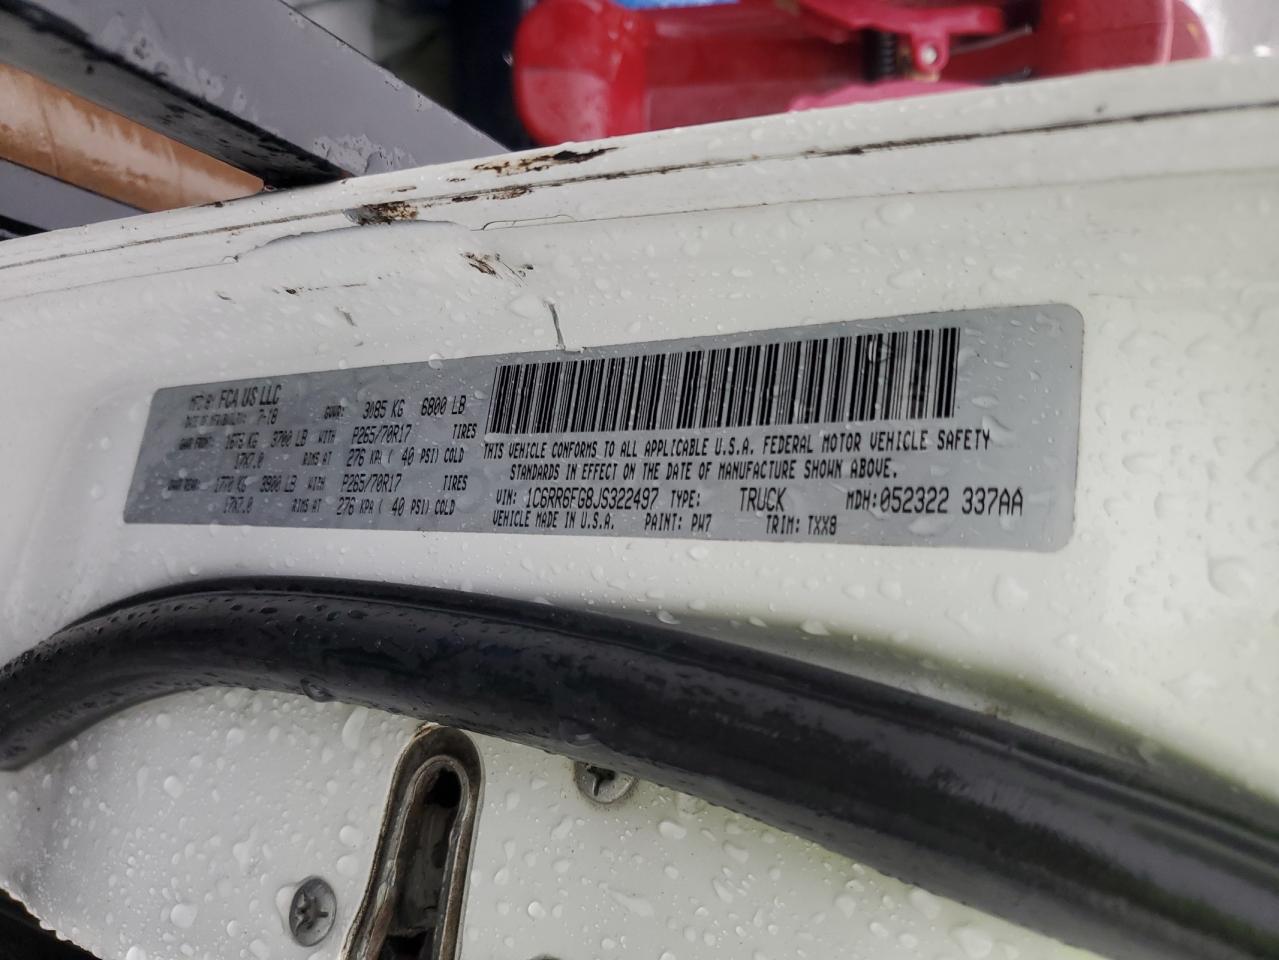 MFD BY FCA US LLC
DATE OF MFR 7-18 GVWR: 3085 KG 6800 LB
GAWR FRONT: 1678 KG 3700 LB WITH P265/70R17 TIRES
17X7.0 RIMS AT 276 KPA ( 40 PSI) COLD
GAWR REAR: 1770 KG 3900 LB WITH P265/70R17 TIRES
17X7.0 RIMS AT 276 KPA ( 40 PSI) COLD
THIS VEHICLE CONFORMS TO ALL APPLICABLE U.S.A. FEDERAL MOTOR VEHICLE SAFETY
STANDARDS IN EFFECT ON THE DATE OF MANUFACTURE SHOWN ABOVE.
VIN: 1C6RR6FG8JS322497 TYPE: TRUCK MDH:052322 337AA
VEHICLE MADE IN U.S.A. PAINT: PW7 TRIM: TXX8